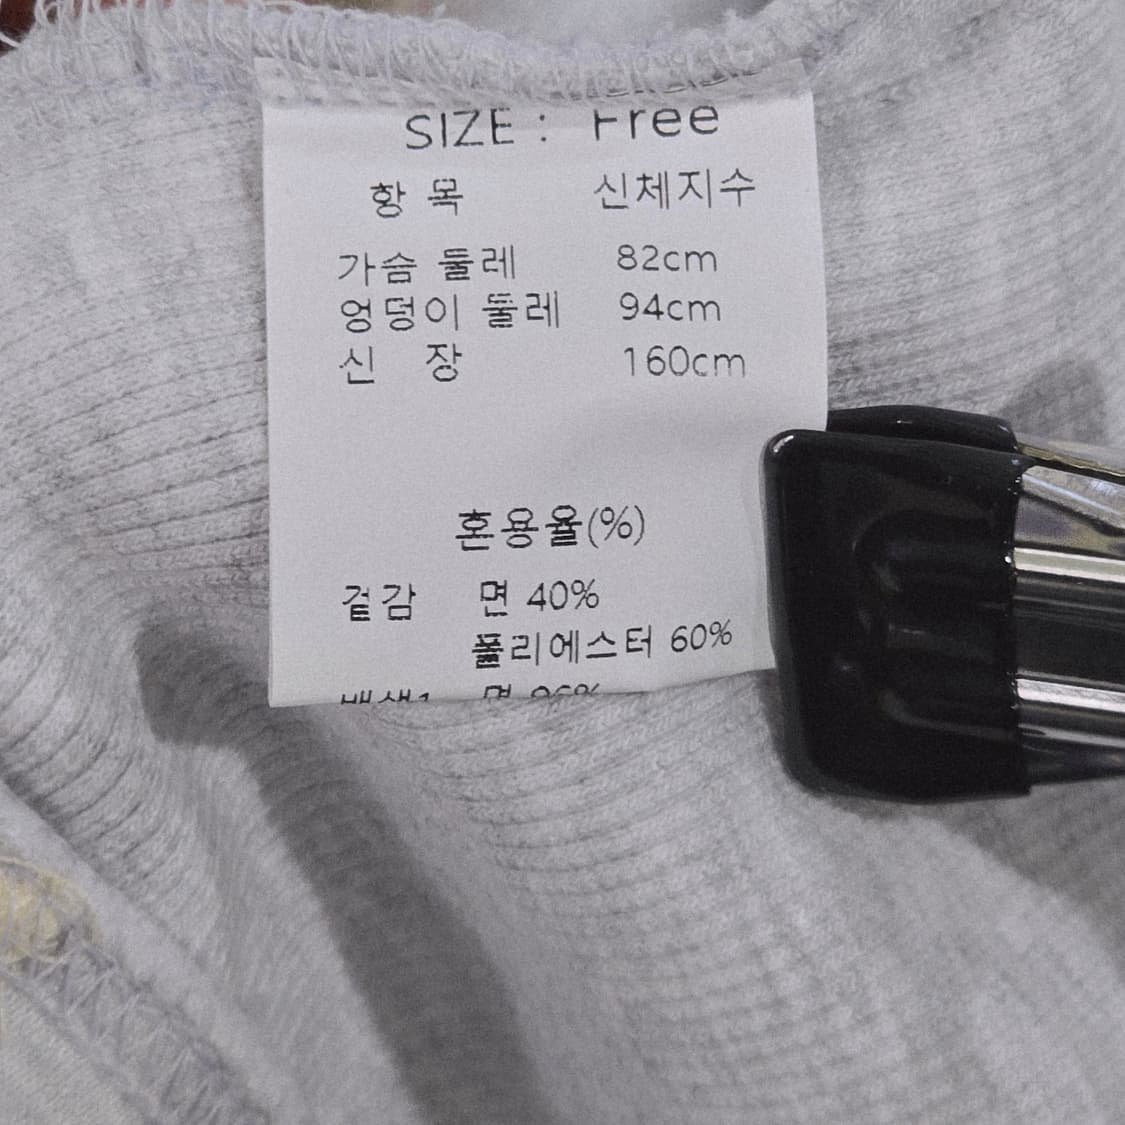 SIZE : Free
항 목 신체지수
가슴 둘레 82cm
엉덩이 둘레 94cm
신 장 160cm
혼용율(%)
겉감 면 40%
폴리에스터 60%